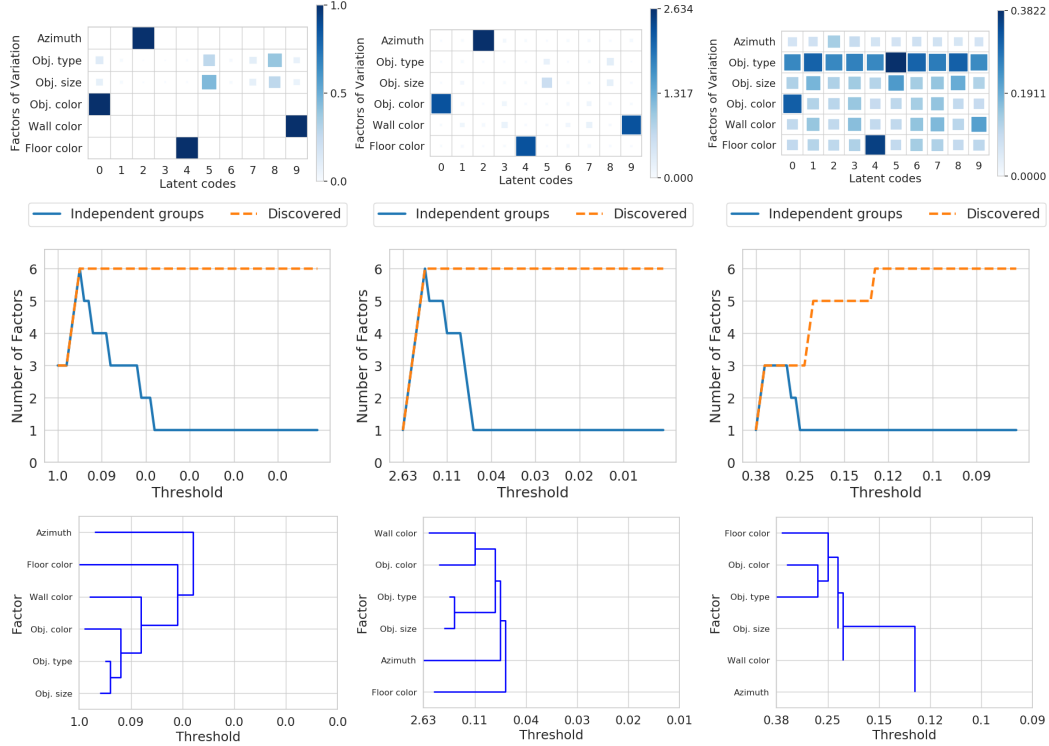 Factors of Variation
Azimuth
Obj. type
Obj. size
Obj. color
Wall color
Floor color
0 1 2 3 4 5 6 7 8 9
Latent codes
1.0
0.5
0.0
Factors of Variation
Azimuth
Obj. type
Obj. size
Obj. color
Wall color
Floor color
0 1 2 3 4 5 6 7 8 9
Latent codes
2.634
1.317
0.000
Factors of Variation
Azimuth
Obj. type
Obj. size
Obj. color
Wall color
Floor color
0 1 2 3 4 5 6 7 8 9
Latent codes
0.3822
0.1911
0.0000
Independent groups Discovered
Number of Factors
6
5
4
3
2
1
0
1.0 0.09 0.0 0.0 0.0
Threshold
Independent groups Discovered
Number of Factors
6
5
4
3
2
1
0
2.63 0.11 0.04 0.03 0.02 0.01
Threshold
Independent groups Discovered
Number of Factors
6
5
4
3
2
1
0
0.38 0.25 0.15 0.12 0.1 0.09
Threshold
Factor
Azimuth
Floor color
Wall color
Obj. color
Obj. type
Obj. size
1.0 0.09 0.0 0.0 0.0 0.0
Threshold
Factor
Wall color
Obj. color
Obj. type
Obj. size
Azimuth
Floor color
2.63 0.11 0.04 0.03 0.02 0.01
Threshold
Factor
Floor color
Obj. color
Obj. type
Obj. size
Wall color
Azimuth
0.38 0.25 0.15 0.12 0.1 0.09
Threshold